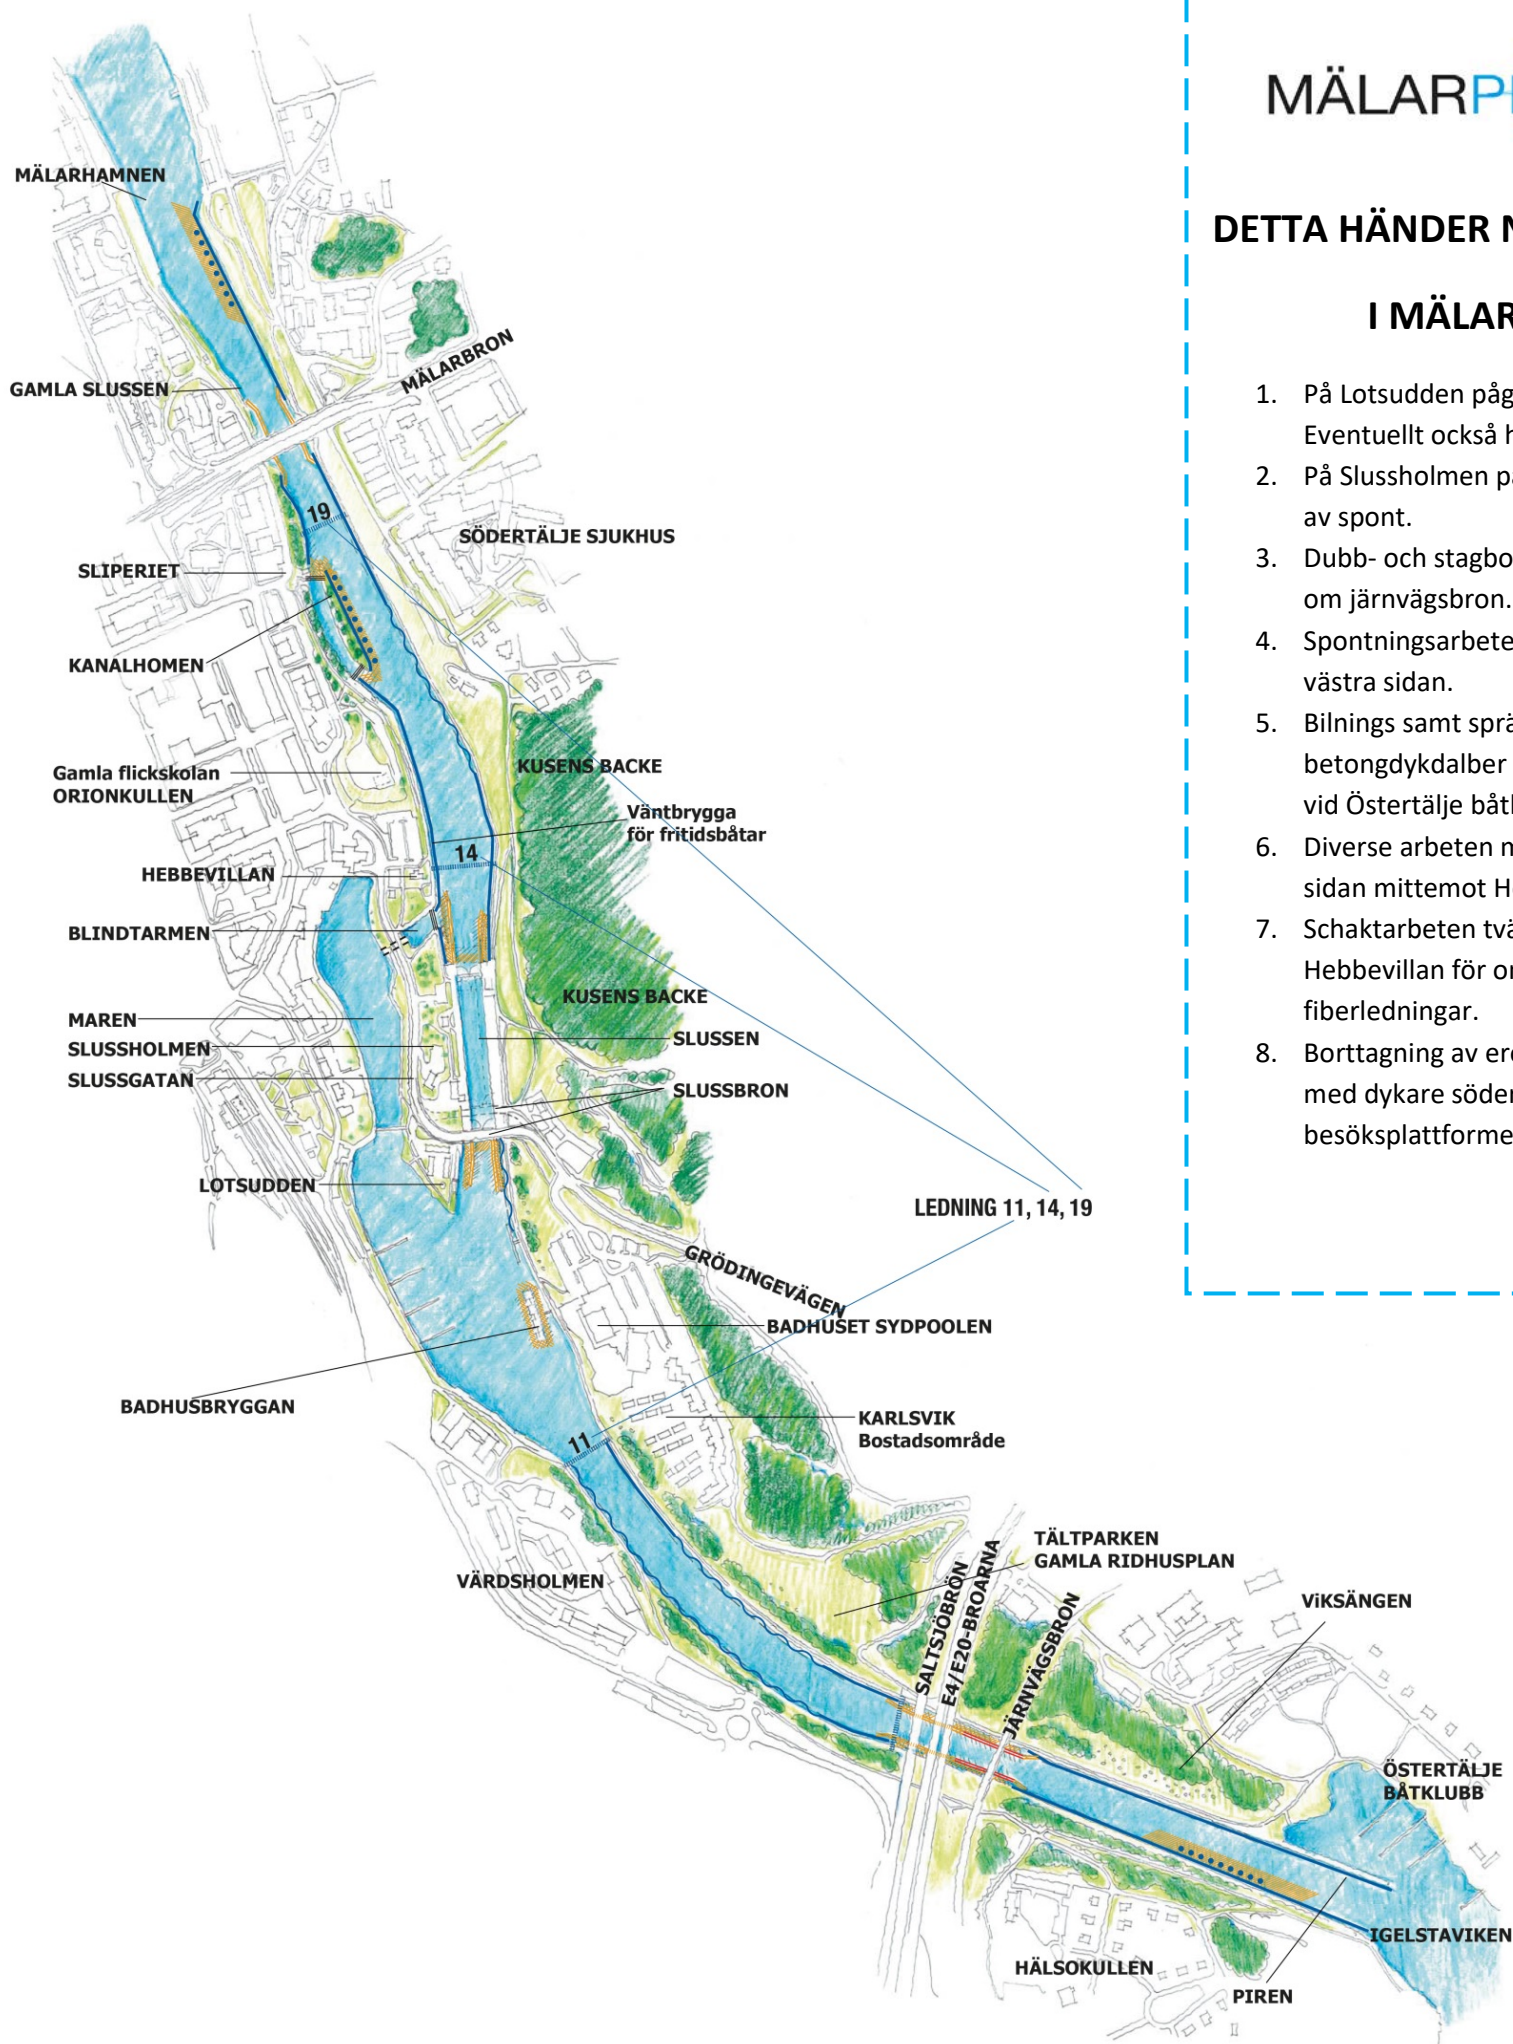 MÄLARHAMNEN
GAMLA SLUSSEN
MÄLARBRON
19
SÖDERTÄLJE SJUKHUS
SLIPERIET
KANALHOMEN
Gamla flickskolan
ORIONKULLEN
KUSENS BACKE
Väntbrygga
för fritidsbåtar
14
HEBBEVILLAN
BLINDTARMEN
KUSENS BACKE
MAREN
SLUSSHOLMEN
SLUSSGATAN
SLUSSEN
SLUSSBRON
LOTSUDDEN
LEDNING 11, 14, 19
GRÖDINGEVÄGEN
BADHUSET SYDPOOLEN
BADHUSBRYGGAN
KARLSVIK
Bostadsområde
11
VÄRDSHOLMEN
TÄLTPARKEN
GAMLA RIDHUSPLAN
SALTSJÖBRÖN
E4/E20-BROARNA
JÄRNVÄGSBRON
ViKSÄNGEN
ÖSTERTÄLJE
BÅTKLUBB
IGELSTAVIKEN
HÄLSOKULLEN
PIREN
MÄLARP
DETTA HÄNDER
I MÄLAR
1. På Lotsudden påg
Eventuellt också
2. På Slussholmen
av spont.
3. Dubb- och stagbo
om järnvägsbron.
4. Spontningsarbete
västra sidan.
5. Bilnings samt sprä
betongdykdalber
vid Östertälje båt
6. Diverse arbeten
sidan mittemot
7. Schaktarbeten tvä
Hebbevillan för
fiberledningar.
8. Borttagning av
med dykare söder
besöksplattforme